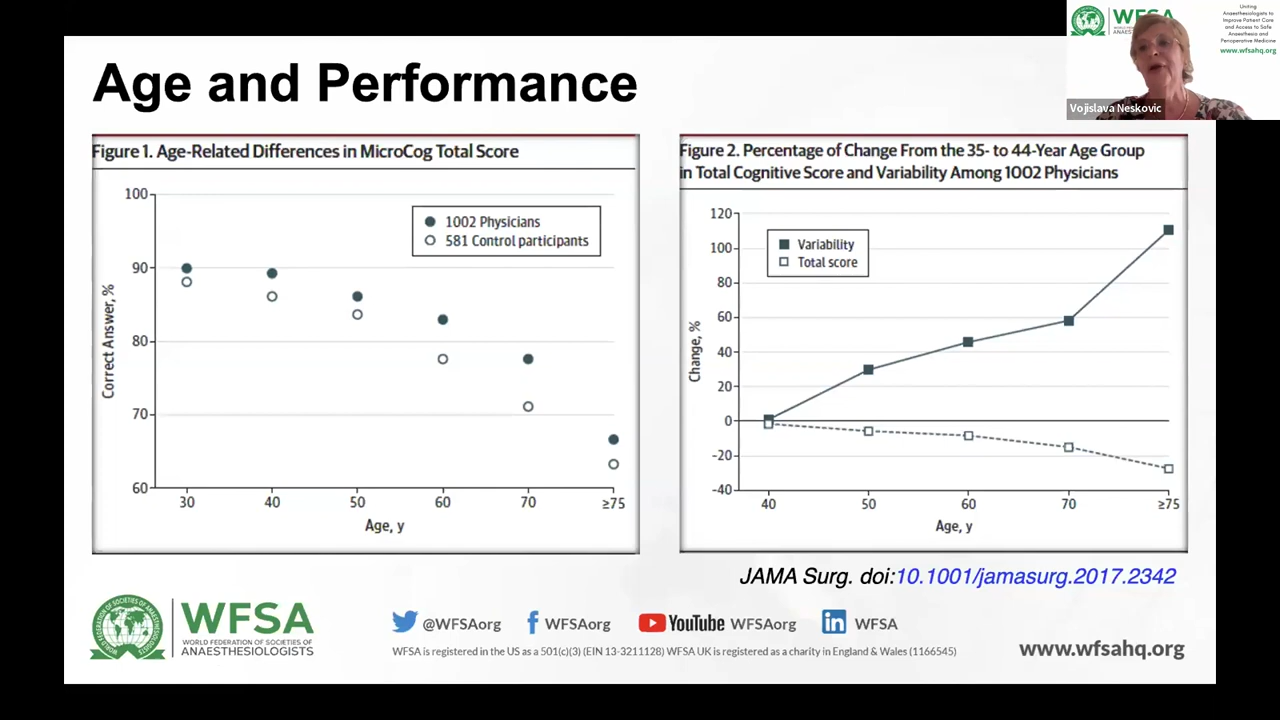 Age and Performance
Figure 1. Age-Related Differences in MicroCog Total Score
100
90
80
70
60
Correct Answer, %
1002 Physicians
581 Control participants
30 40 50 60 70 ≥75
Age, y
Figure 2. Percentage of Change From the 35- to 44-Year Age Group
in Total Cognitive Score and Variability Among 1002 Physicians
120
100
80
60
40
20
0
-20
-40
Change, %
Variability
Total score
40 50 60 70 ≥75
Age, y
JAMA Surg. doi:10.1001/jamasurg.2017.2342
WORLD FEDERATION OF SOCIETIES OF ANAESTHESIOLOGISTS
WFSA
WORLD FEDERATION OF SOCIETIES OF
ANAESTHESIOLOGISTS
@WFSAorg WFSAorg YouTube WFSAorg in WFSA
WFSA is registered in the US as a 501(c)(3) (EIN 13-3211128) WFSA UK is registered as a charity in England & Wales (1166545)
www.wfsahq.org
Uniting
Anaesthesiologists to
Improve Patient Care
and Access to Safe
Anaesthesia and
Perioperative Medicine
www.wfsahq.org
Vojislava Neskovic